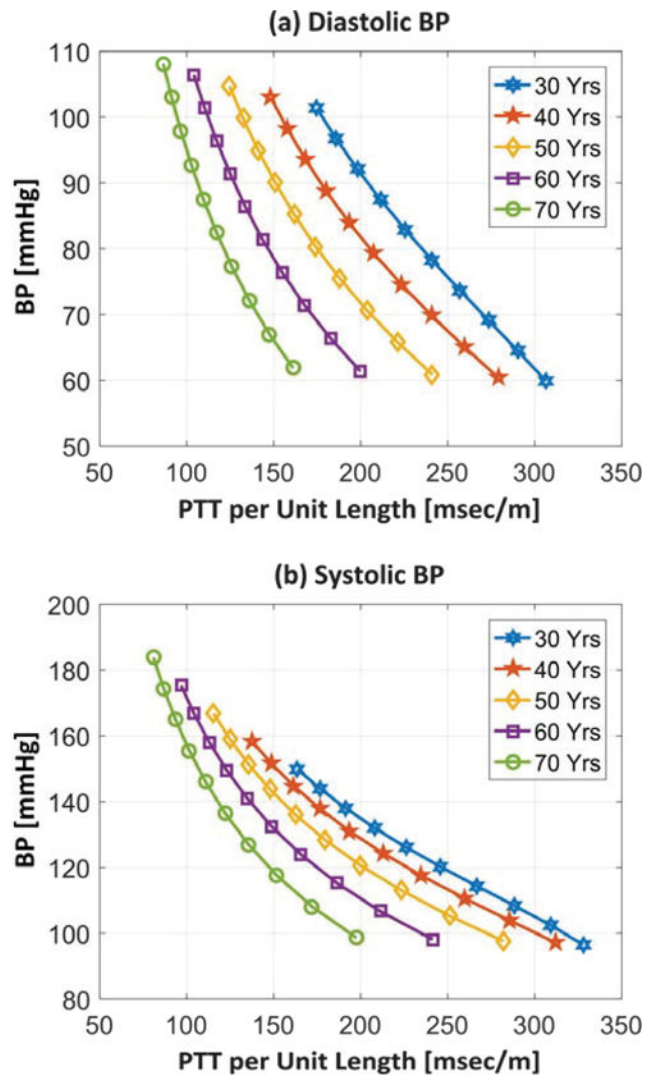 (a) Diastolic BP
110
100
90
80
70
60
50
BP [mmHg]
30 Yrs
40 Yrs
50 Yrs
60 Yrs
70 Yrs
50 100 150 200 250 300 350
PTT per Unit Length [msec/m]
(b) Systolic BP
200
180
160
140
120
100
80
BP [mmHg]
30 Yrs
40 Yrs
50 Yrs
60 Yrs
70 Yrs
50 100 150 200 250 300 350
PTT per Unit Length [msec/m]